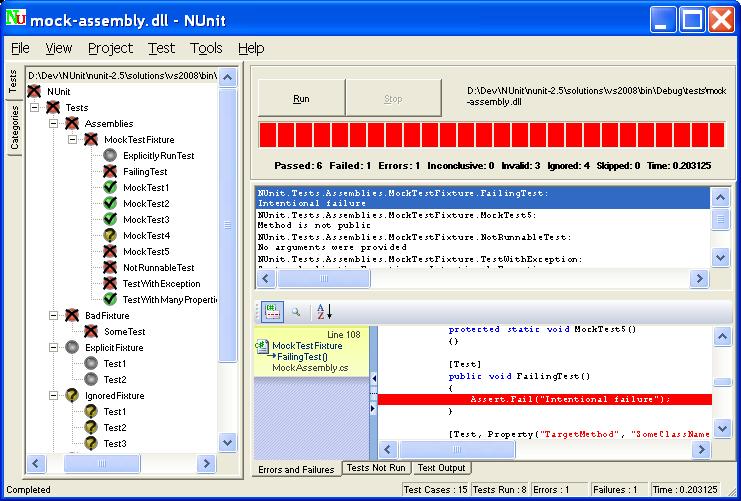 mock-assembly.dll - NUnit
File View Project Test Tools Help
Tests
Categories
D:\Dev\NUnit\nunit-2.5\solutions\vs2008\bin\
NUnit
Tests
Assemblies
MockTestFixture
ExplicitlyRunTest
FailingTest
MockTest1
MockTest2
MockTest3
MockTest4
MockTest5
NotRunnableTest
TestWithException
TestWithManyPropertie
BadFixture
SomeTest
ExplicitFixture
Test1
Test2
IgnoredFixture
Test1
Test2
Test3
Run
Stop
D:\Dev\NUnit\nunit-2.5\solutions\vs2008\bin\Debug\tests\mock
-assembly.dll
Passed: 6 Failed: 1 Errors: 1 Inconclusive: 0 Invalid: 3 Ignored: 4 Skipped: 0 Time: 0.203125
NUnit.Tests.Assemblies.MockTestFixture.FailingTest:
Intentional failure
NUnit.Tests.Assemblies.MockTestFixture.MockTest5:
Method is not public
NUnit.Tests.Assemblies.MockTestFixture.NotRunnableTest:
No arguments were provided
NUnit.Tests.Assemblies.MockTestFixture.TestWithException:
Line 108
MockTestFixture
→FailingTest()
MockAssembly.cs
protected static void MockTest5()
{}
[Test]
public void FailingTest()
{
Assert.Fail("Intentional failure");
}
[Test, Property("TargetMethod", "SomeClassName
Errors and Failures
Tests Not Run
Text Output
Completed
Test Cases : 15
Tests Run : 8
Errors : 1
Failures : 1
Time : 0.203125